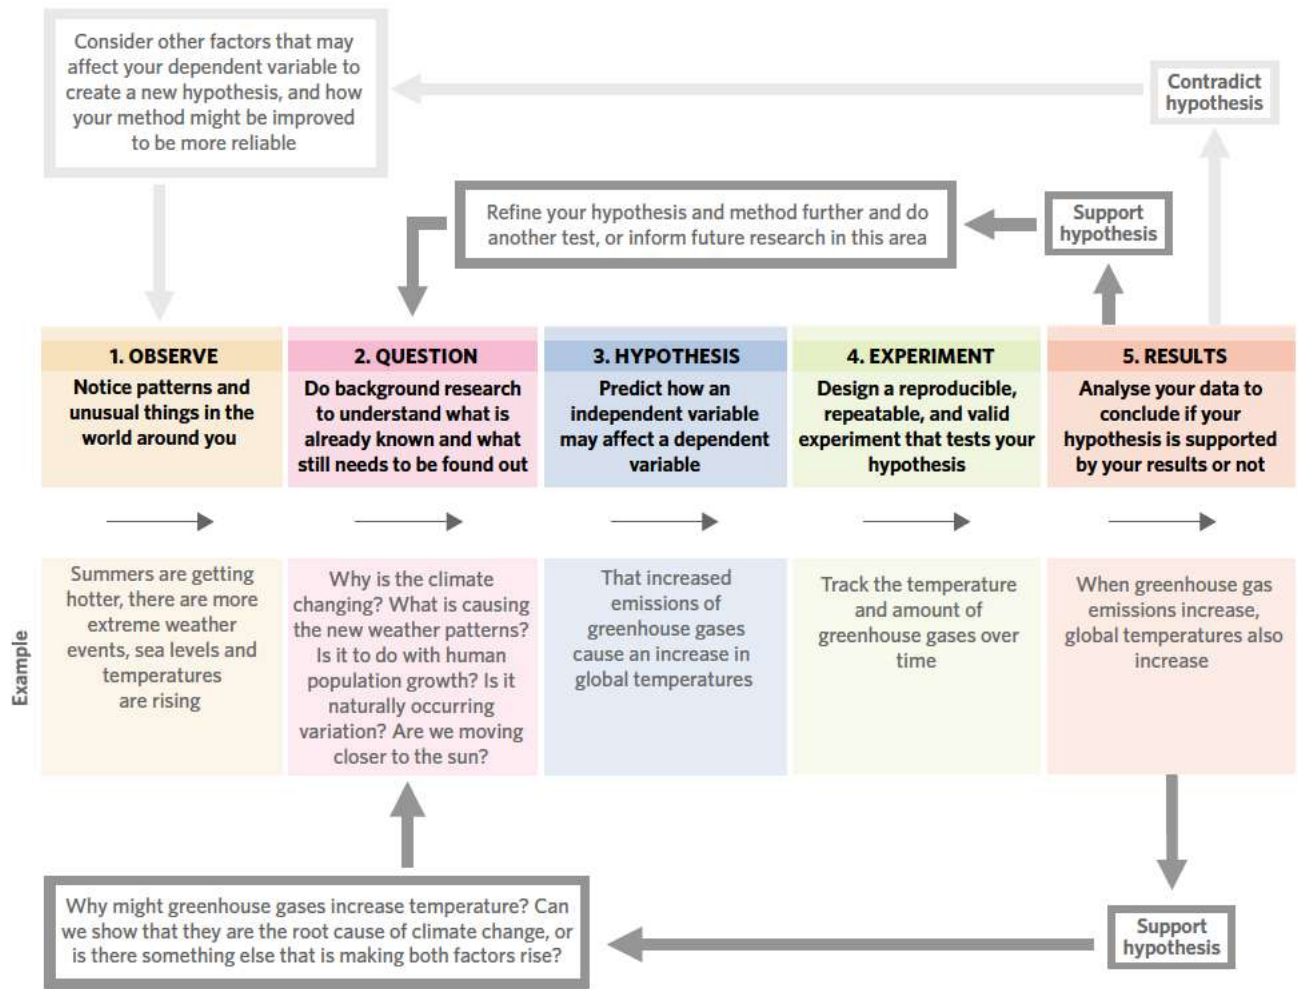 Consider other factors that may
affect your dependent variable to
create a new hypothesis, and how
your method might be improved
to be more reliable
Contradict
hypothesis
Refine your hypothesis and method further and do
another test, or inform future research in this area
Support
hypothesis
1. OBSERVE
Notice patterns and
unusual things in the
world around you
2. QUESTION
Do background research
to understand what is
already known and what
still needs to be found out
3. HYPOTHESIS
Predict how an
independent variable
may affect a dependent
variable
4. EXPERIMENT
Design a reproducible,
repeatable, and valid
experiment that tests your
hypothesis
5. RESULTS
Analyse your data to
conclude if your
hypothesis is supported
by your results or not
Example
Summers are getting
hotter, there are more
extreme weather
events, sea levels and
temperatures
are rising
Why is the climate
changing? What is causing
the new weather patterns?
Is it to do with human
population growth? Is it
naturally occurring
variation? Are we moving
closer to the sun?
That increased
emissions of
greenhouse gases
cause an increase in
global temperatures
Track the temperature
and amount of
greenhouse gases over
time
When greenhouse gas
emissions increase,
global temperatures also
increase
Why might greenhouse gases increase temperature? Can
we show that they are the root cause of climate change, or
is there something else that is making both factors rise?
Support
hypothesis